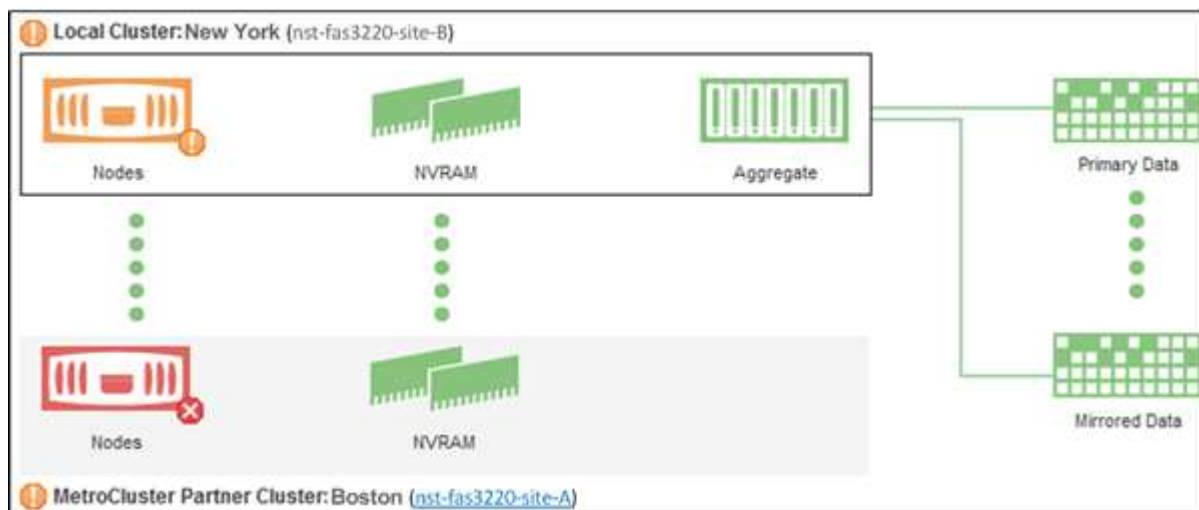 Local Cluster: New York (nst-fas3220-site-B)
Nodes
NVRAM
Aggregate
Primary Data
Nodes
NVRAM
Mirrored Data
MetroCluster Partner Cluster: Boston (nst-fas3220-site-A)